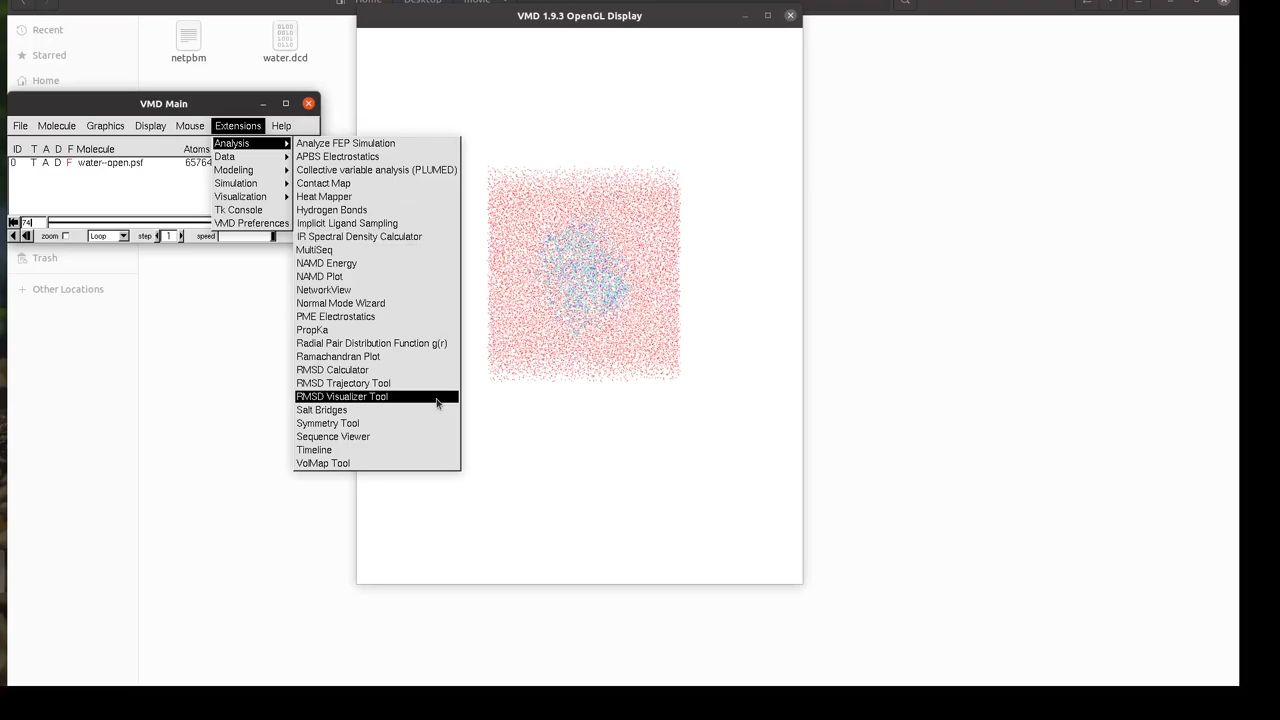 Desktop
movie
VMD 1.9.3 OpenGL Display
Recent
Starred
Home
netpbm
water.dcd
VMD Main
File Molecule Graphics Display Mouse Extensions Help
ID T A D F Molecule Atoms
0 T A D F water--open.psf 65764
74
zoom Loop step 1 speed
Analysis
Data
Modeling
Simulation
Visualization
Tk Console
VMD Preferences
Analyze FEP Simulation
APBS Electrostatics
Collective variable analysis (PLUMED)
Contact Map
Heat Mapper
Hydrogen Bonds
Implicit Ligand Sampling
IR Spectral Density Calculator
MultiSeq
NAMD Energy
NAMD Plot
NetworkView
Normal Mode Wizard
PME Electrostatics
PropKa
Radial Pair Distribution Function g(r)
Ramachandran Plot
RMSD Calculator
RMSD Trajectory Tool
RMSD Visualizer Tool
Salt Bridges
Symmetry Tool
Sequence Viewer
Timeline
VolMap Tool
Trash
Other Locations